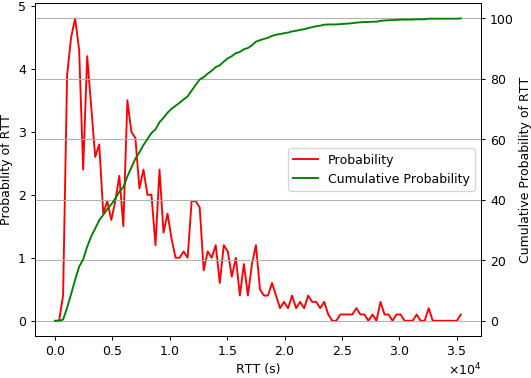 5
4
3
2
1
0
Probability of RTT
100
80
60
40
20
0
Cumulative Probability of RTT
Probability
Cumulative Probability
0.0 0.5 1.0 1.5 2.0 2.5 3.0 3.5
RTT (s)
×10⁴